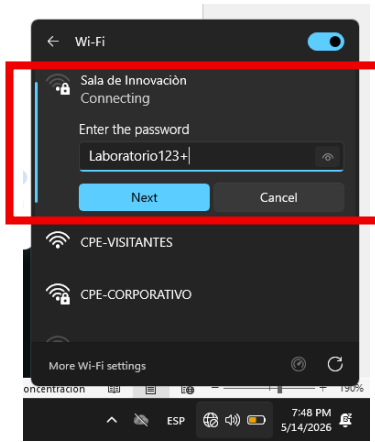 Wi-Fi
Sala de Innovaciòn
Connecting
Enter the password
Laboratorio123+
Next
Cancel
CPE-VISITANTES
CPE-CORPORATIVO
More Wi-Fi settings
oncentración
190%
ESP
7:48 PM
5/14/2026